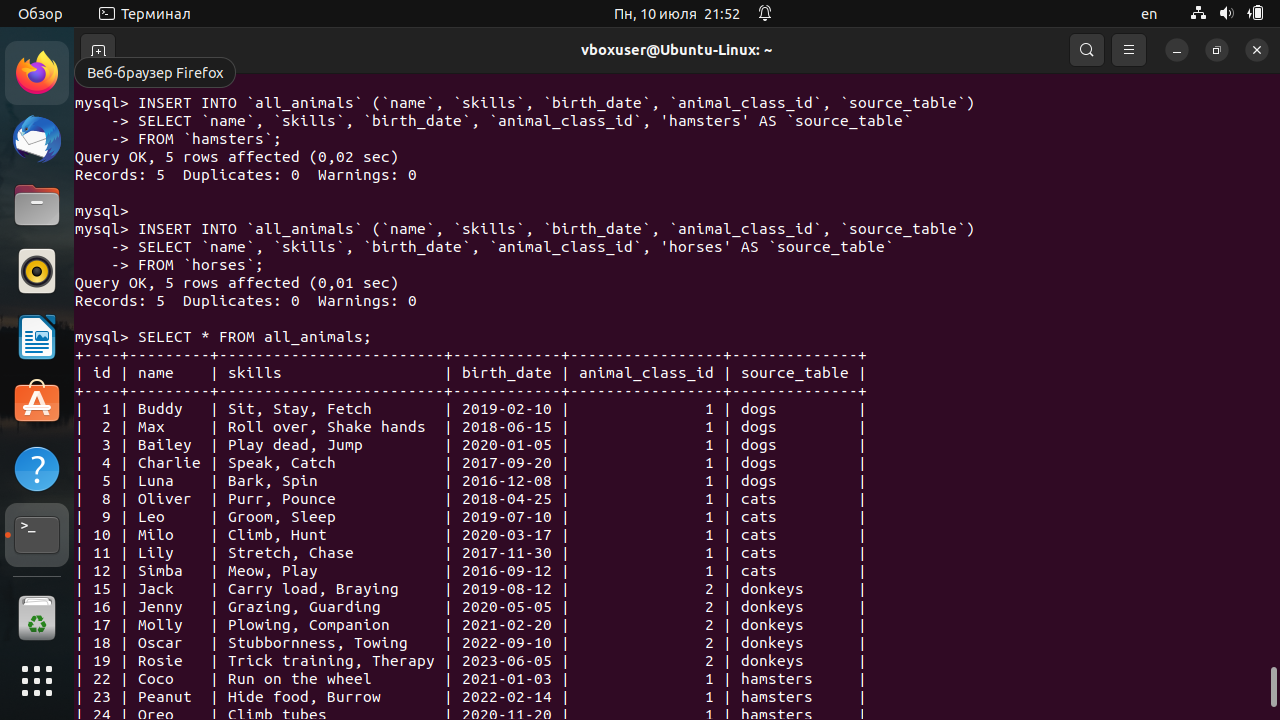 Обзор
Терминал
Пн, 10 июля 21:52
en
vboxuser@Ubuntu-Linux: ~
Веб-браузер Firefox
mysql> INSERT INTO `all_animals` (`name`, `skills`, `birth_date`, `animal_class_id`, `source_table`)
    -> SELECT `name`, `skills`, `birth_date`, `animal_class_id`, 'hamsters' AS `source_table`
    -> FROM `hamsters`;
Query OK, 5 rows affected (0,02 sec)
Records: 5  Duplicates: 0  Warnings: 0
mysql>
mysql> INSERT INTO `all_animals` (`name`, `skills`, `birth_date`, `animal_class_id`, `source_table`)
    -> SELECT `name`, `skills`, `birth_date`, `animal_class_id`, 'horses' AS `source_table`
    -> FROM `horses`;
Query OK, 5 rows affected (0,01 sec)
Records: 5  Duplicates: 0  Warnings: 0
mysql> SELECT * FROM all_animals;
+----+---------+-------------------------+------------+-----------------+--------------+
| id | name    | skills                  | birth_date | animal_class_id | source_table |
+----+---------+-------------------------+------------+-----------------+--------------+
|  1 | Buddy   | Sit, Stay, Fetch        | 2019-02-10 |               1 | dogs         |
|  2 | Max     | Roll over, Shake hands  | 2018-06-15 |               1 | dogs         |
|  3 | Bailey  | Play dead, Jump         | 2020-01-05 |               1 | dogs         |
|  4 | Charlie | Speak, Catch            | 2017-09-20 |               1 | dogs         |
|  5 | Luna    | Bark, Spin              | 2016-12-08 |               1 | dogs         |
|  8 | Oliver  | Purr, Pounce            | 2018-04-25 |               1 | cats         |
|  9 | Leo     | Groom, Sleep            | 2019-07-10 |               1 | cats         |
| 10 | Milo    | Climb, Hunt             | 2020-03-17 |               1 | cats         |
| 11 | Lily    | Stretch, Chase          | 2017-11-30 |               1 | cats         |
| 12 | Simba   | Meow, Play              | 2016-09-12 |               1 | cats         |
| 15 | Jack    | Carry load, Braying     | 2019-08-12 |               2 | donkeys      |
| 16 | Jenny   | Grazing, Guarding       | 2020-05-05 |               2 | donkeys      |
| 17 | Molly   | Plowing, Companion      | 2021-02-20 |               2 | donkeys      |
| 18 | Oscar   | Stubbornness, Towing    | 2022-09-10 |               2 | donkeys      |
| 19 | Rosie   | Trick training, Therapy | 2023-06-05 |               2 | donkeys      |
| 22 | Coco    | Run on the wheel        | 2021-01-03 |               1 | hamsters     |
| 23 | Peanut  | Hide food, Burrow       | 2022-02-14 |               1 | hamsters     |
| 24 | Oreo    | Climb tubes             | 2020-11-20 |               1 | hamsters     |